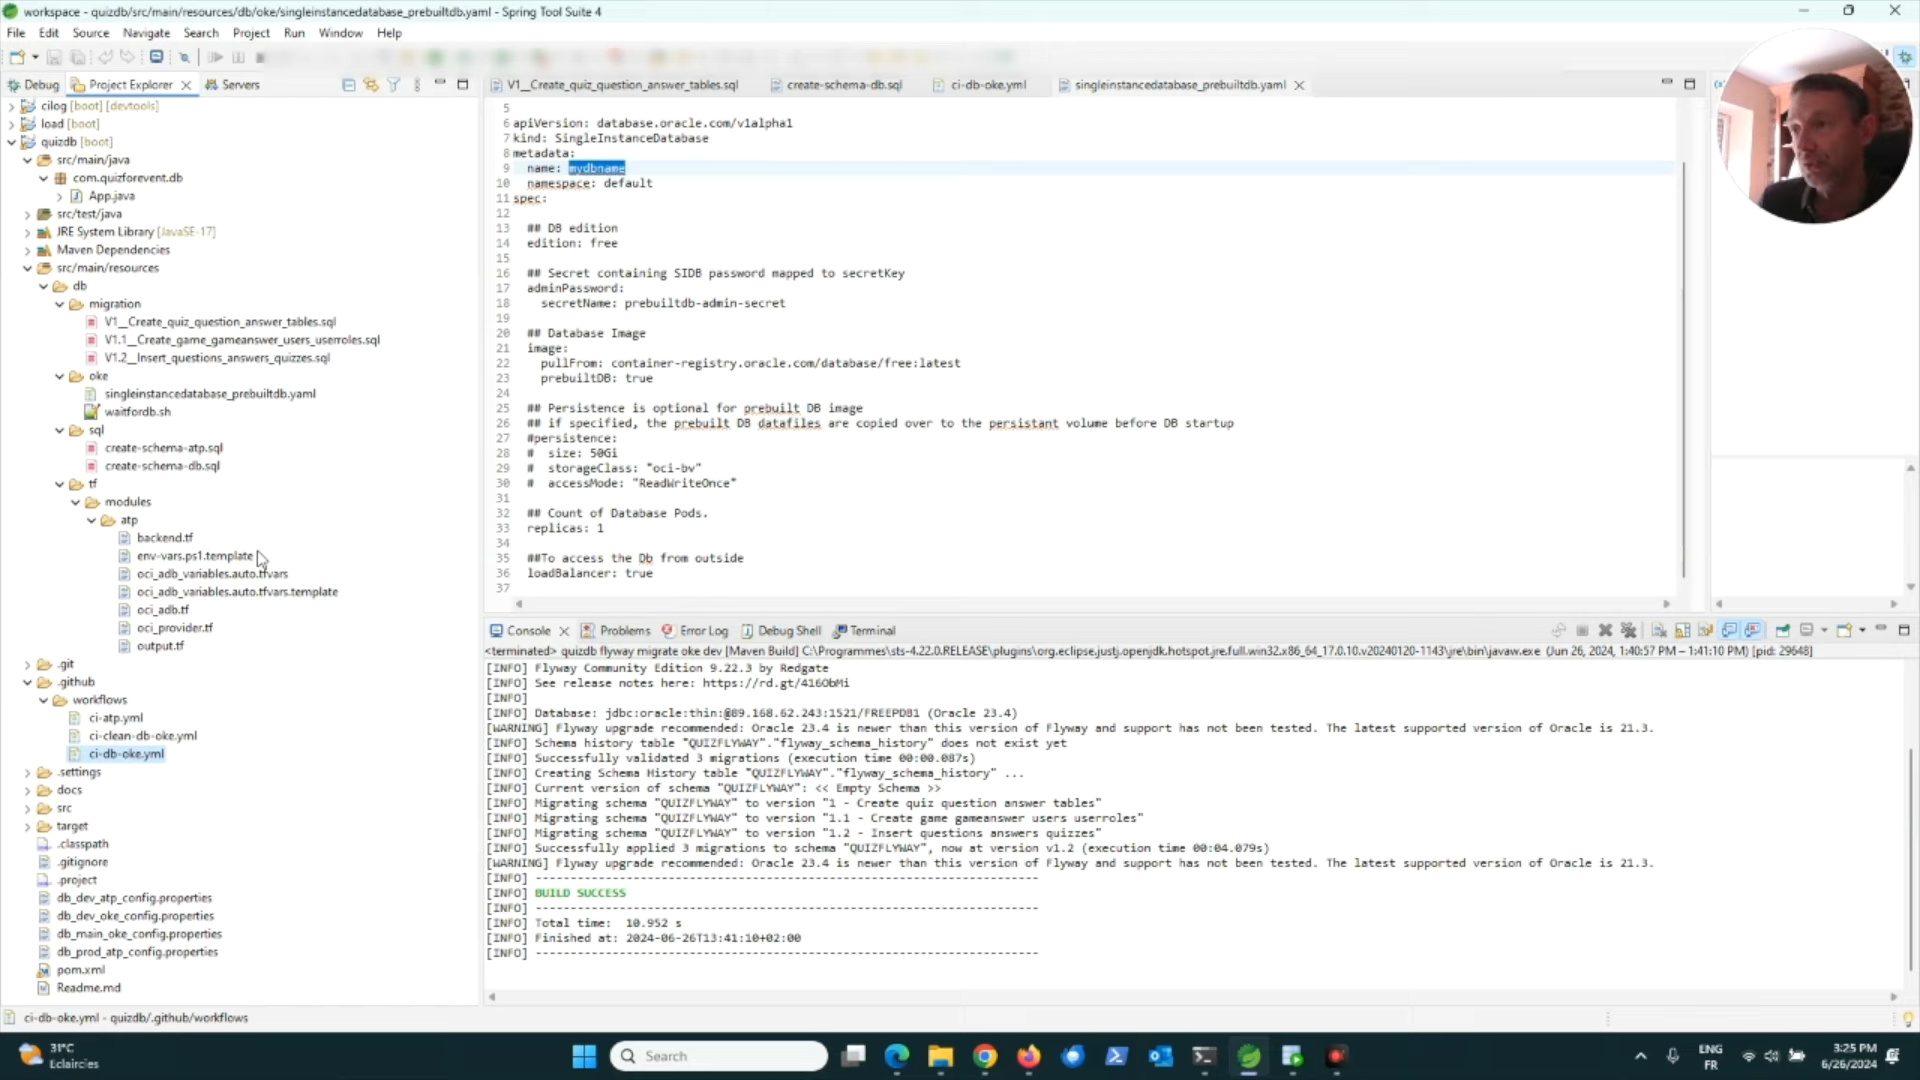 workspace - quizdb/src/main/resources/db/oke/singleinstancedatabase_prebuiltdb.yaml - Spring Tool Suite 4
File Edit Source Navigate Search Project Run Window Help
Debug Project Explorer Servers
cilog [boot] [devtools]
load [boot]
quizdb [boot]
src/main/java
com.quizforevent.db
App.java
src/test/java
JRE System Library [JavaSE-17]
Maven Dependencies
src/main/resources
db
migration
V1__Create_quiz_question_answer_tables.sql
V1.1__Create_game_gameanswer_users_userroles.sql
V1.2__Insert_questions_answers_quizzes.sql
oke
singleinstancedatabase_prebuiltdb.yaml
waitfordb.sh
sql
create-schema-atp.sql
create-schema-db.sql
tf
modules
atp
backend.tf
env-vars.ps1.template
oci_adb_variables.auto.tfvars
oci_adb_variables.auto.tfvars.template
oci_adb.tf
oci_provider.tf
output.tf
.git
.github
workflows
ci-atp.yml
ci-clean-db-oke.yml
ci-db-oke.yml
.settings
docs
src
target
.classpath
.gitignore
.project
db_dev_atp_config.properties
db_dev_oke_config.properties
db_main_oke_config.properties
db_prod_atp_config.properties
pom.xml
Readme.md
V1__Create_quiz_question_answer_tables.sql create-schema-db.sql ci-db-oke.yml singleinstancedatabase_prebuiltdb.yaml
5
6 apiVersion: database.oracle.com/v1alpha1
7 kind: SingleInstanceDatabase
8 metadata:
9 name: mydbname
10 namespace: default
11 spec:
12
13 ## DB edition
14 edition: free
15
16 ## Secret containing SIDB password mapped to secretKey
17 adminPassword:
18 secretName: prebuiltdb-admin-secret
19
20 ## Database Image
21 image:
22 pullFrom: container-registry.oracle.com/database/free:latest
23 prebuiltDB: true
24
25 ## Persistence is optional for prebuilt DB image
26 ## if specified, the prebuilt DB datafiles are copied over to the persistant volume before DB startup
27 #persistence:
28 # size: 50Gi
29 # storageClass: "oci-bv"
30 # accessMode: "ReadWriteOnce"
31
32 ## Count of Database Pods.
33 replicas: 1
34
35 ##To access the Db from outside
36 loadBalancer: true
37
Console Problems Error Log Debug Shell Terminal
<terminated> quizdb flyway migrate oke dev [Maven Build] C:\Programmes\sts-4.22.0.RELEASE\plugins\org.eclipse.justj.openjdk.hotspot.jre.full.win32.x86_64_17.0.10.v20240120-1143\jre\bin\javaw.exe (Jun 26, 2024, 1:40:57 PM – 1:41:10 PM) [pid: 29648]
[INFO] Flyway Community Edition 9.22.3 by Redgate
[INFO] See release notes here: https://rd.gt/416ObMi
[INFO]
[INFO] Database: jdbc:oracle:thin:@89.168.62.243:1521/FREEPDB1 (Oracle 23.4)
[WARNING] Flyway upgrade recommended: Oracle 23.4 is newer than this version of Flyway and support has not been tested. The latest supported version of Oracle is 21.3.
[INFO] Schema history table "QUIZFLYWAY"."flyway_schema_history" does not exist yet
[INFO] Successfully validated 3 migrations (execution time 00:00.087s)
[INFO] Creating Schema History table "QUIZFLYWAY"."flyway_schema_history" ...
[INFO] Current version of schema "QUIZFLYWAY": << Empty Schema >>
[INFO] Migrating schema "QUIZFLYWAY" to version "1 - Create quiz question answer tables"
[INFO] Migrating schema "QUIZFLYWAY" to version "1.1 - Create game gameanswer users userroles"
[INFO] Migrating schema "QUIZFLYWAY" to version "1.2 - Insert questions answers quizzes"
[INFO] Successfully applied 3 migrations to schema "QUIZFLYWAY", now at version v1.2 (execution time 00:04.079s)
[WARNING] Flyway upgrade recommended: Oracle 23.4 is newer than this version of Flyway and support has not been tested. The latest supported version of Oracle is 21.3.
[INFO] ------------------------------------------------------------------------
[INFO] BUILD SUCCESS
[INFO] ------------------------------------------------------------------------
[INFO] Total time: 10.952 s
[INFO] Finished at: 2024-06-26T13:41:10+02:00
[INFO] ------------------------------------------------------------------------
ci-db-oke.yml - quizdb/.github/workflows
31°C
Eclaircies
Search
ENG
FR
3:25 PM
6/26/2024